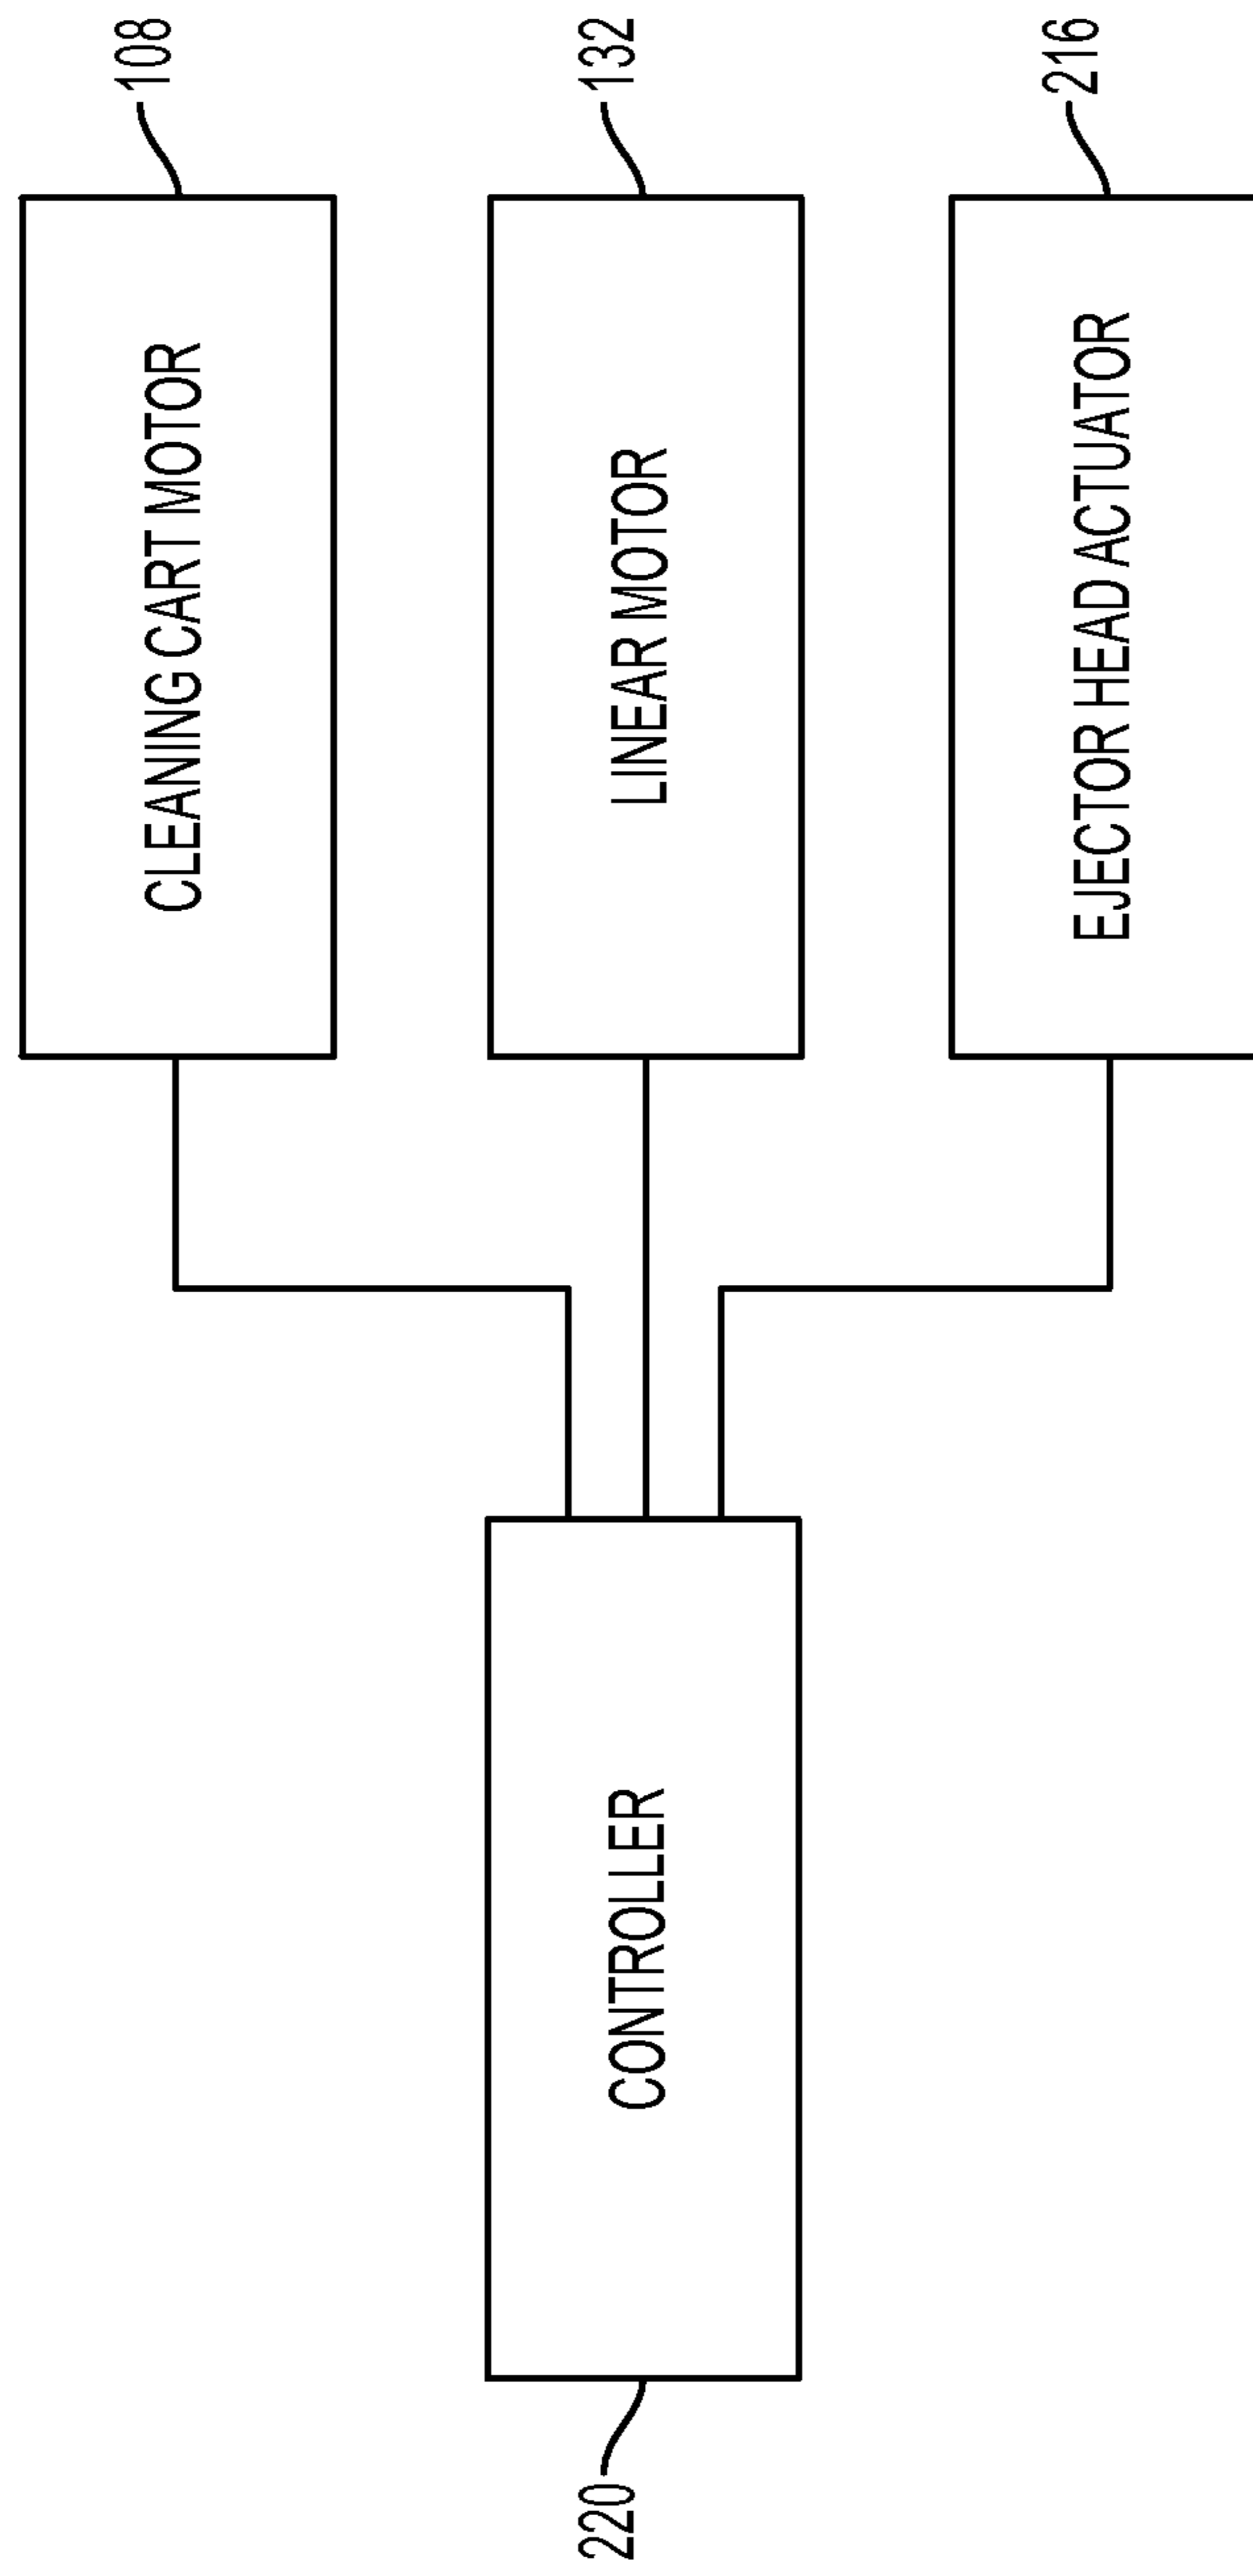 CLEANING CART MOTOR
108
220
CONTROLLER
LINEAR MOTOR
132
EJECTOR HEAD ACTUATOR
216